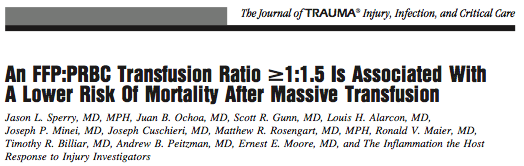 The Journal of TRAUMA® Injury, Infection, and Critical Care
An FFP:PRBC Transfusion Ratio ≥1:1.5 Is Associated With
A Lower Risk Of Mortality After Massive Transfusion
Jason L. Sperry, MD, MPH, Juan B. Ochoa, MD, Scott R. Gunn, MD, Louis H. Alarcon, MD,
Joseph P. Minei, MD, Joseph Cuschieri, MD, Matthew R. Rosengart, MD, MPH, Ronald V. Maier, MD,
Timothy R. Billiar, MD, Andrew B. Peitzman, MD, Ernest E. Moore, MD, and The Inflammation the Host
Response to Injury Investigators